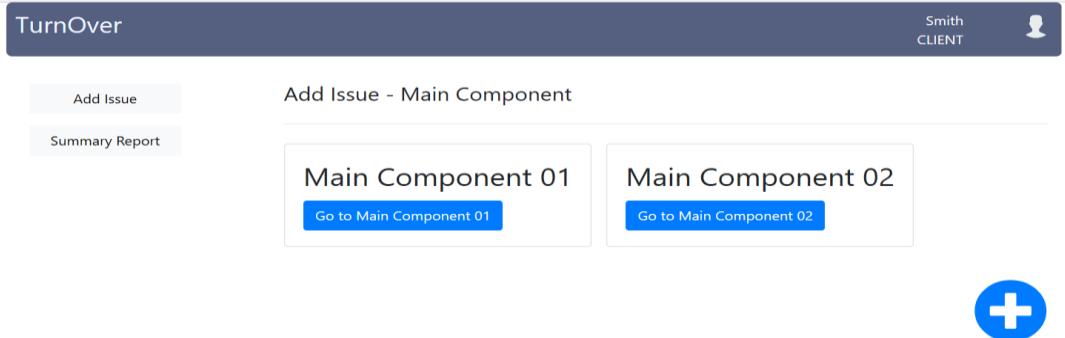 TurnOver
Smith
CLIENT
Add Issue
Summary Report
Add Issue - Main Component
Main Component 01
Go to Main Component 01
Main Component 02
Go to Main Component 02